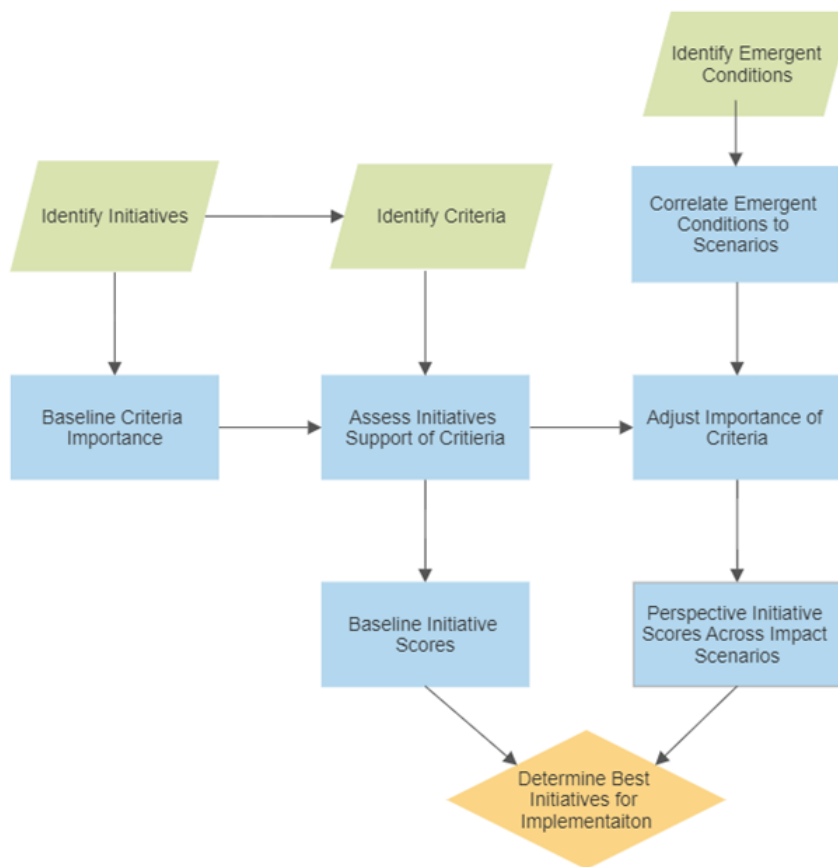 Identify Emergent
Conditions
Identify Initiatives
Identify Criteria
Correlate Emergent
Conditions to
Scenarios
Baseline Criteria
Importance
Assess Initiatives
Support of Critieria
Adjust Importance of
Criteria
Baseline Initiative
Scores
Perspective Initiative
Scores Across Impact
Scenarios
Determine Best
Initiatives for
Implementaiton